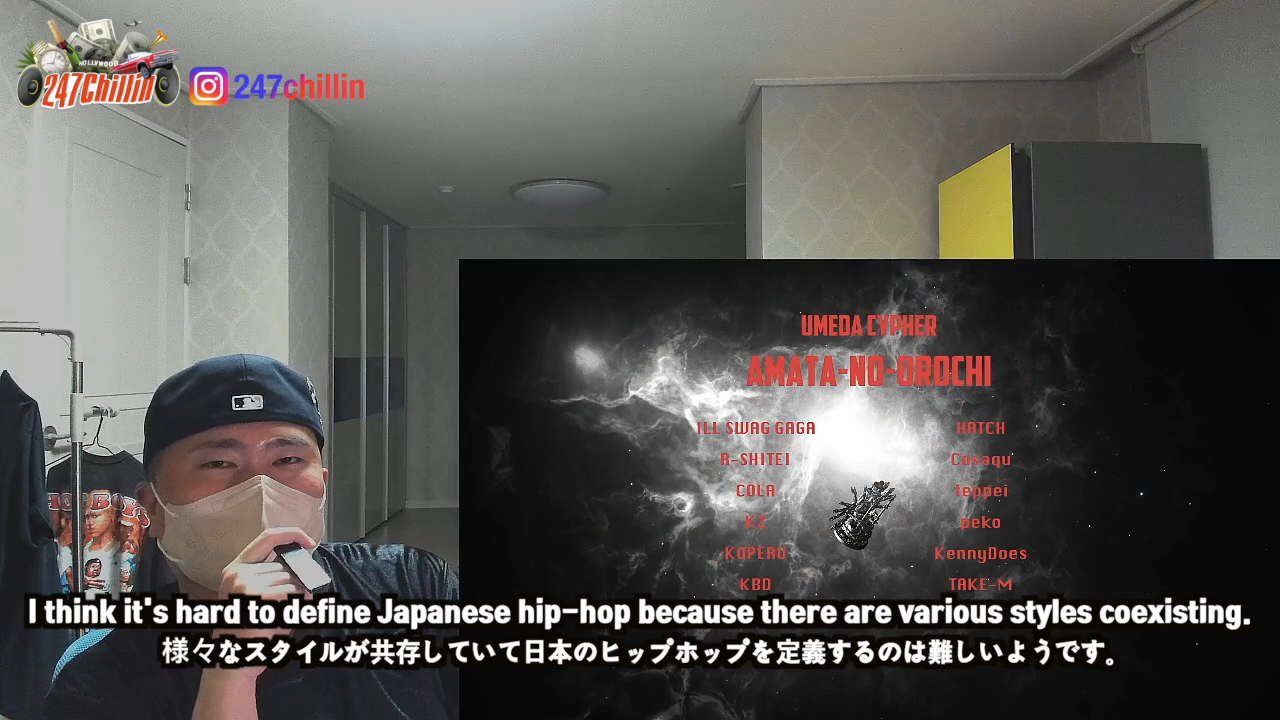 HOLLYWOOD
247Chillin
247chillin
UMEDA CYPHER
AMATA-NO-OROCHI
ILL SWAG GAGA
HATCH
R-SHITEI
Cosaqu
COLA
teppei
KZ
peko
KOPERO
KennyDoes
KBD
TAKE-M
HOT BOYS
I think it's hard to define Japanese hip-hop because there are various styles coexisting.
様々なスタイルが共存していて日本のヒップホップを定義するのは難しいようです。